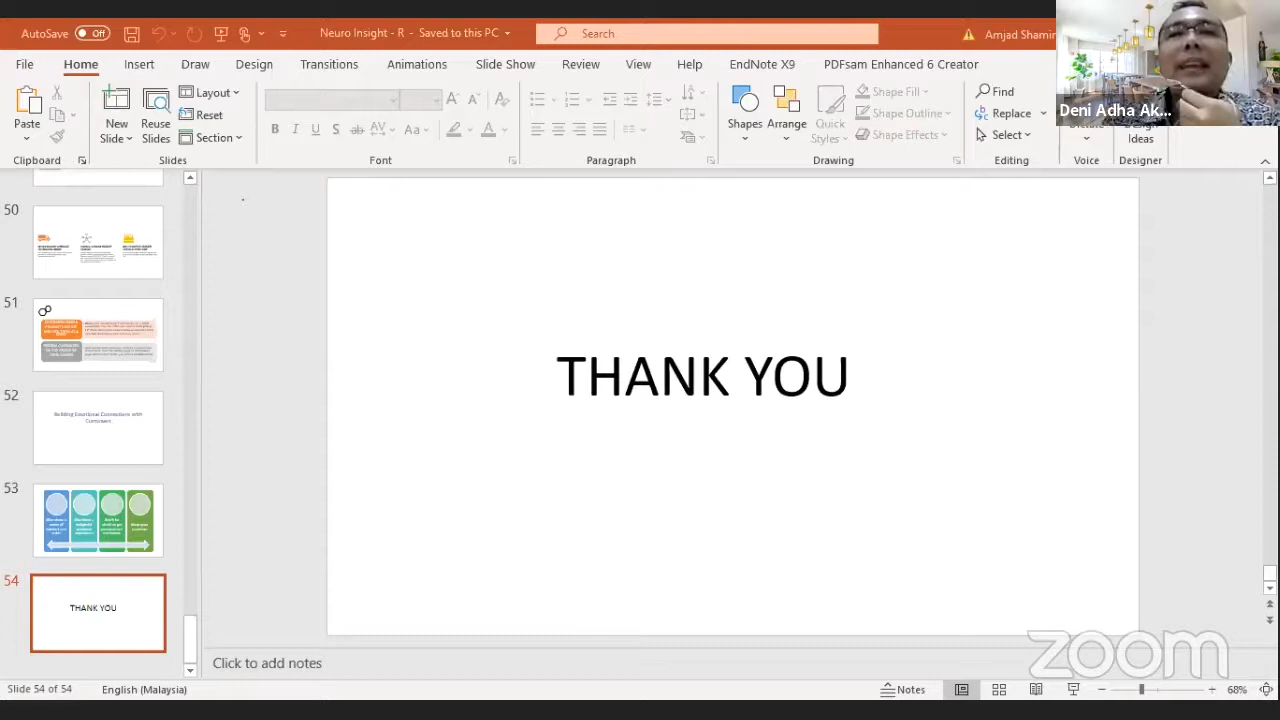 AutoSave Off Neuro Insight - R - Saved to this PC Search Amjad Shamim
File Home Insert Draw Design Transitions Animations Slide Show Review View Help EndNote X9 PDFsam Enhanced 6 Creator
Deni Adha Ak...
Paste
New Slides
Reuse Slides
Layout
Reset
Section
B I U S ab AV Aa A
Shapes Arrange Quick Styles
Shape Fill
Shape Outline
Shape Effects
Find
Replace
Select
Ideas
Clipboard Slides Font Paragraph Drawing Editing Voice Designer
50
51
52
Building Emotional Connections with
Customers
53
54
THANK YOU
THANK YOU
Click to add notes
zoom
Slide 54 of 54 English (Malaysia) Notes 68%